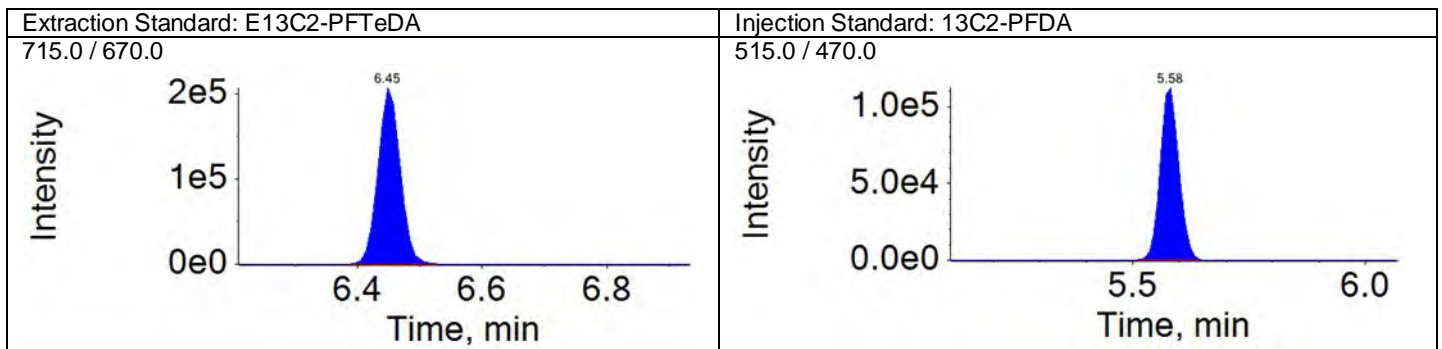 Extraction Standard: E13C2-PFTeDA
715.0 / 670.0
6.45
2e5
1e5
0e0
Intensity
6.4 6.6 6.8
Time, min
Injection Standard: 13C2-PFDA
515.0 / 470.0
5.58
1.0e5
5.0e4
0.0e0
Intensity
5.5 6.0
Time, min